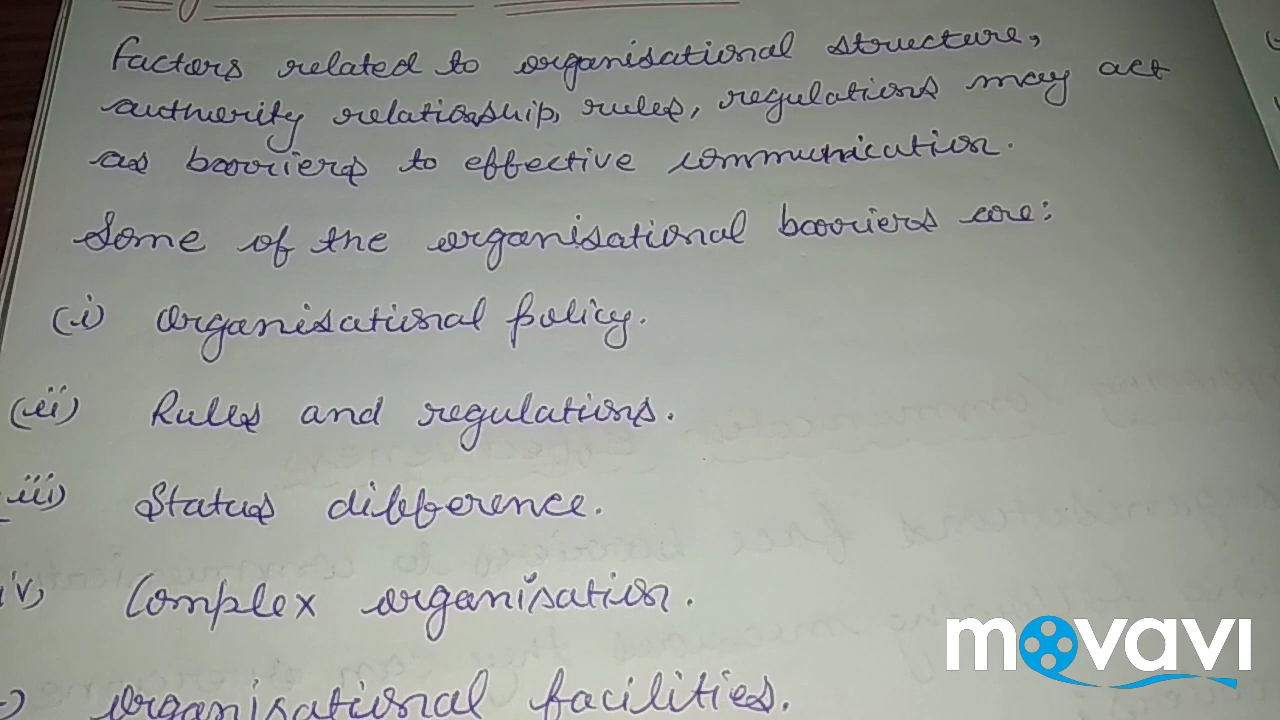 Factors related to organisational structure,
authority relationship, rules, regulations may act
as barriers to effective communication.
Some of the organisational barriers are:
(i) Organisational policy.
(ii) Rules and regulations.
iii) Status difference.
iv) Complex organisation.
) Organisational facilities.
movavi